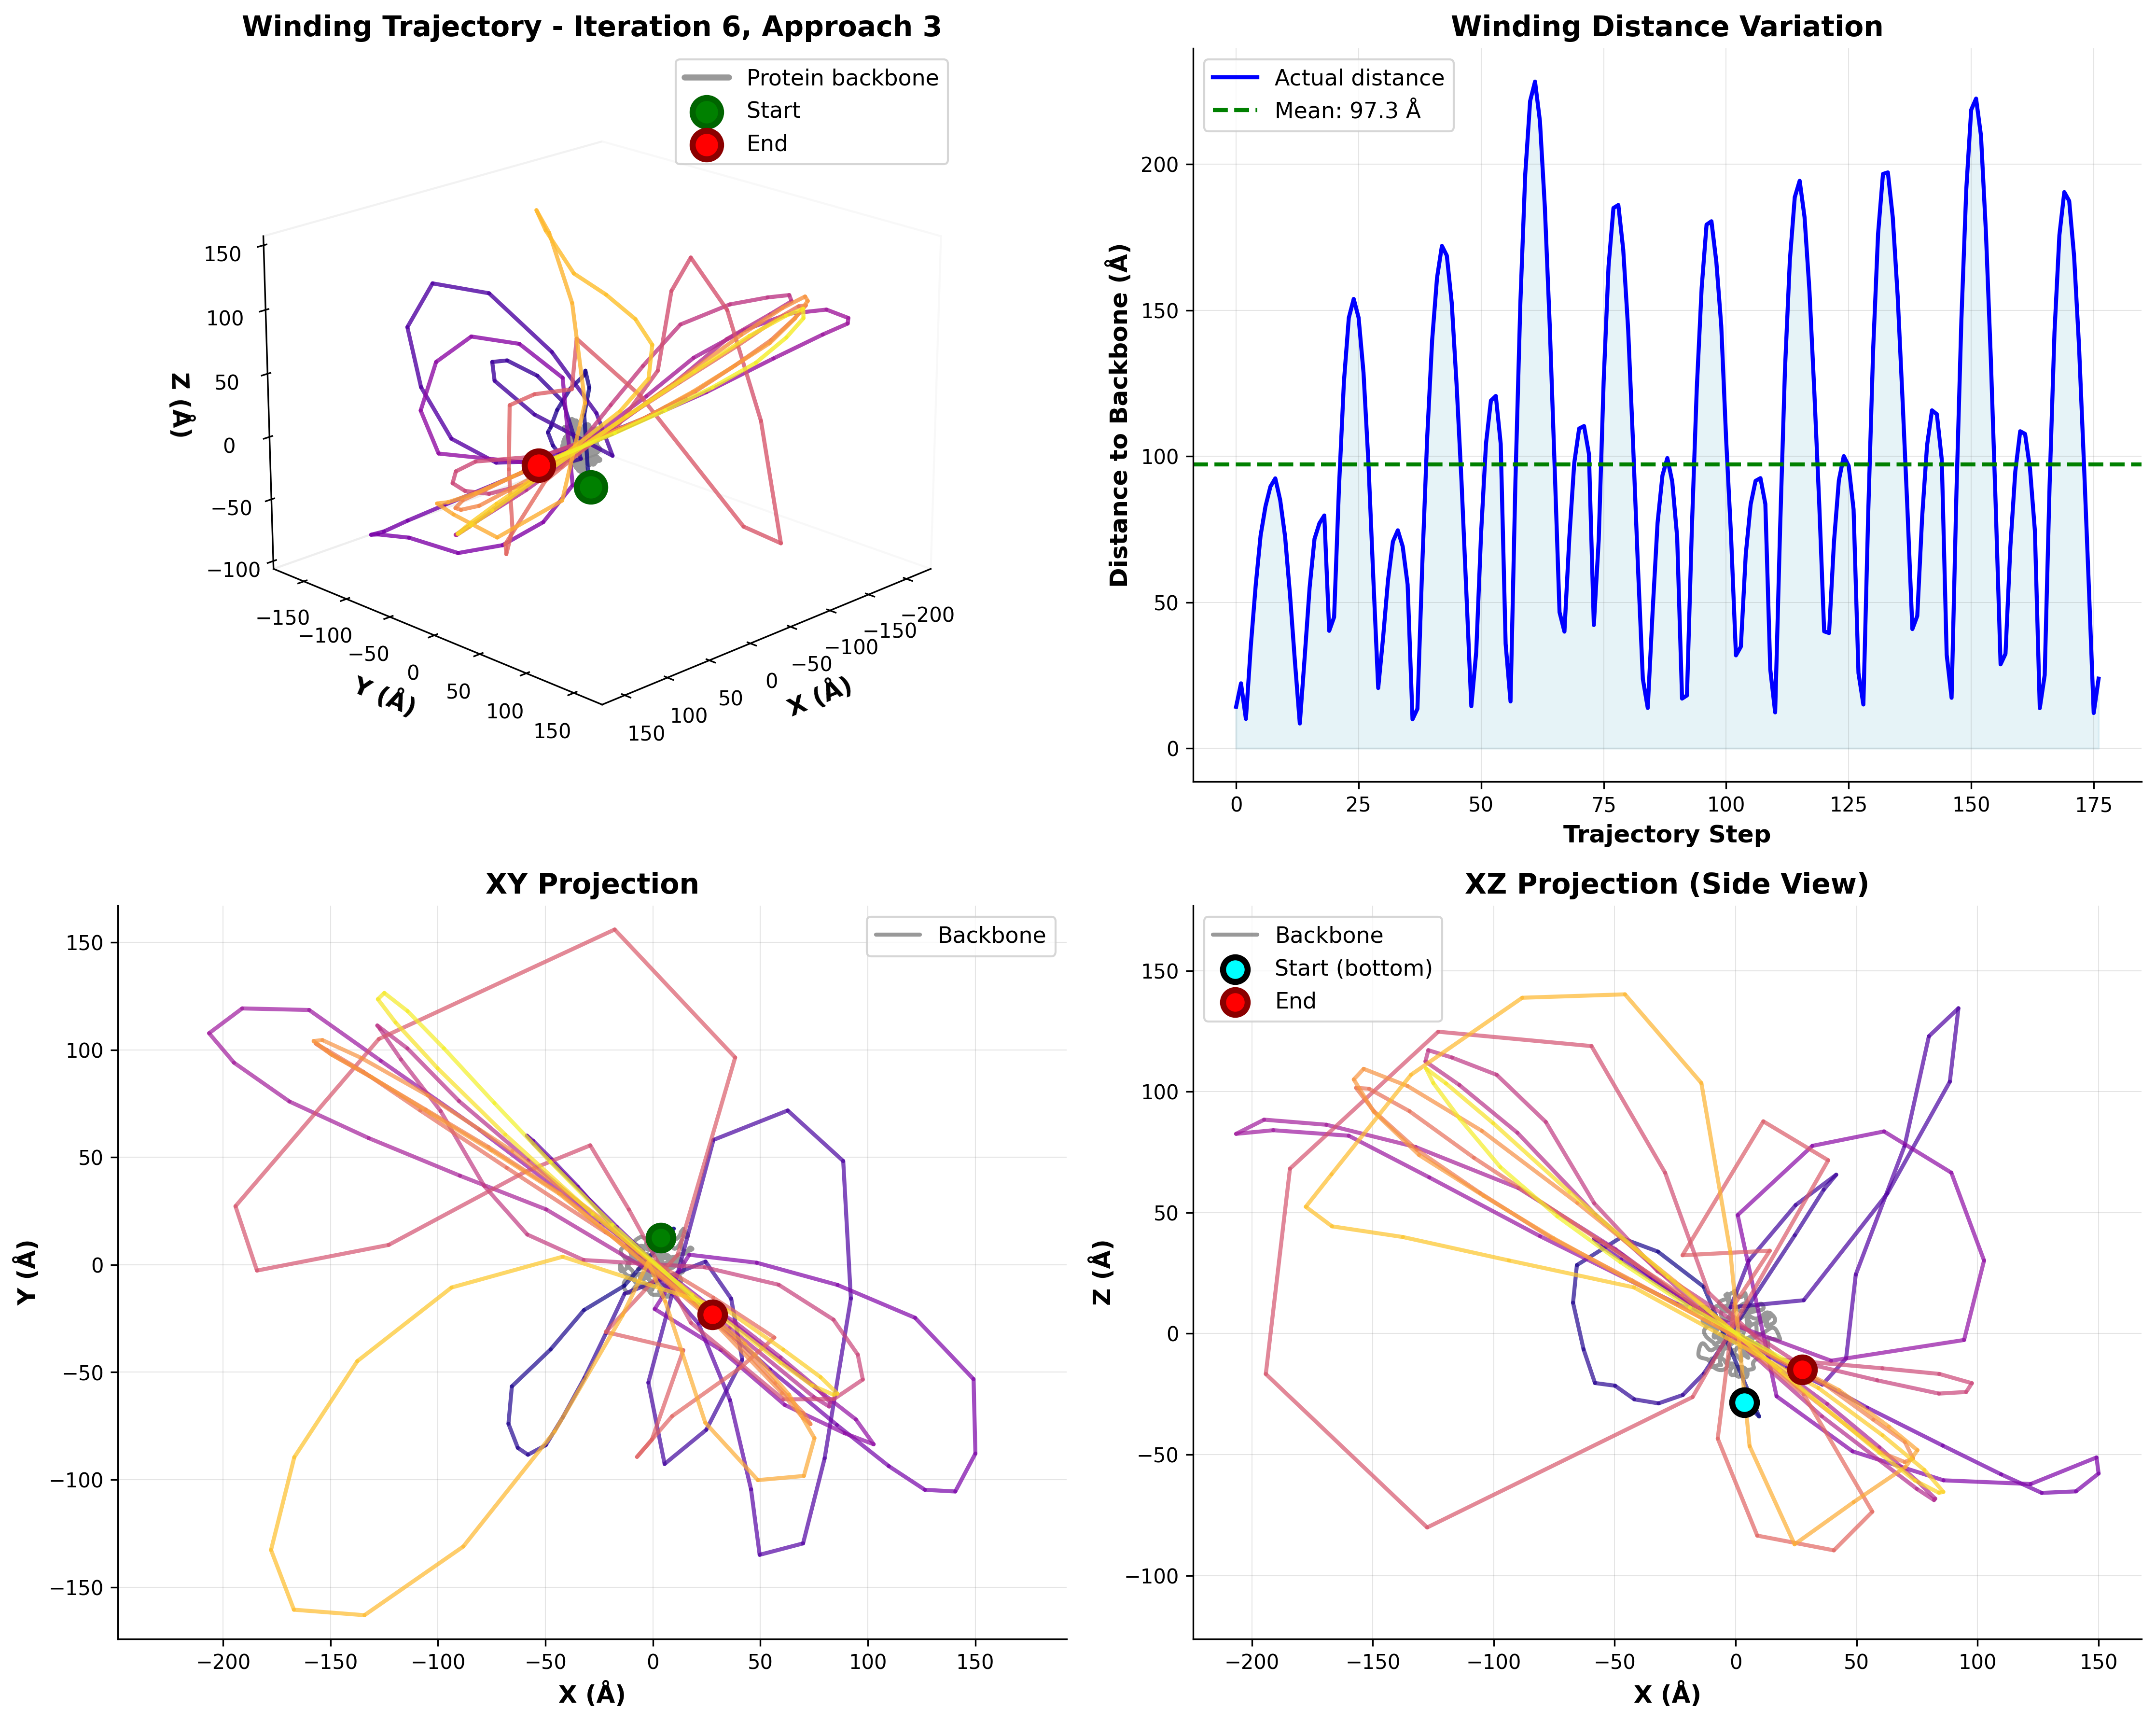 Winding Trajectory - Iteration 6, Approach 3
Protein backbone
Start
End
150
100
50
0
−50
−100
Z (Å)
−150
−100
−50
0
50
100
150
Y (Å)
150
100
50
0
−50
−100
−150
−200
X (Å)
Winding Distance Variation
Actual distance
Mean: 97.3 Å
200
150
100
50
0
Distance to Backbone (Å)
0 25 50 75 100 125 150 175
Trajectory Step
XY Projection
Backbone
150
100
50
0
−50
−100
−150
Y (Å)
−200 −150 −100 −50 0 50 100 150
X (Å)
XZ Projection (Side View)
Backbone
Start (bottom)
End
150
100
50
0
−50
−100
Z (Å)
−200 −150 −100 −50 0 50 100 150
X (Å)